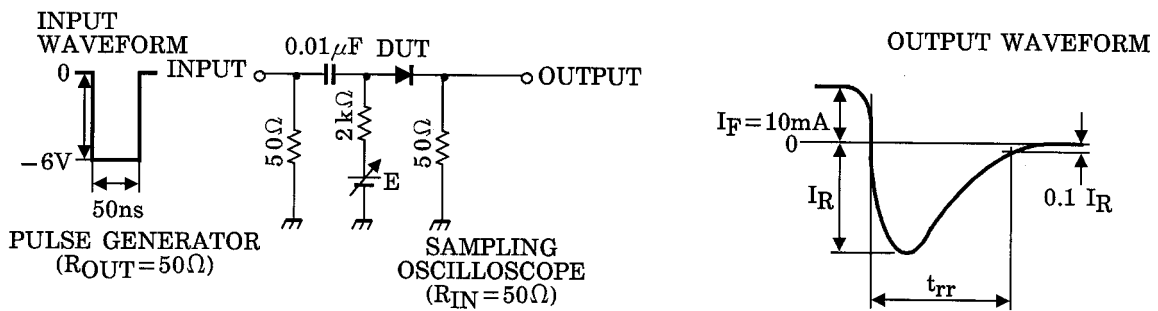 INPUT
WAVEFORM
0
−6V
50ns
PULSE GENERATOR
(ROUT=50Ω)
INPUT
0.01μF
DUT
OUTPUT
50Ω
2kΩ
E
50Ω
SAMPLING
OSCILLOSCOPE
(RIN=50Ω)
OUTPUT WAVEFORM
IF=10mA
0
IR
0.1 IR
trr